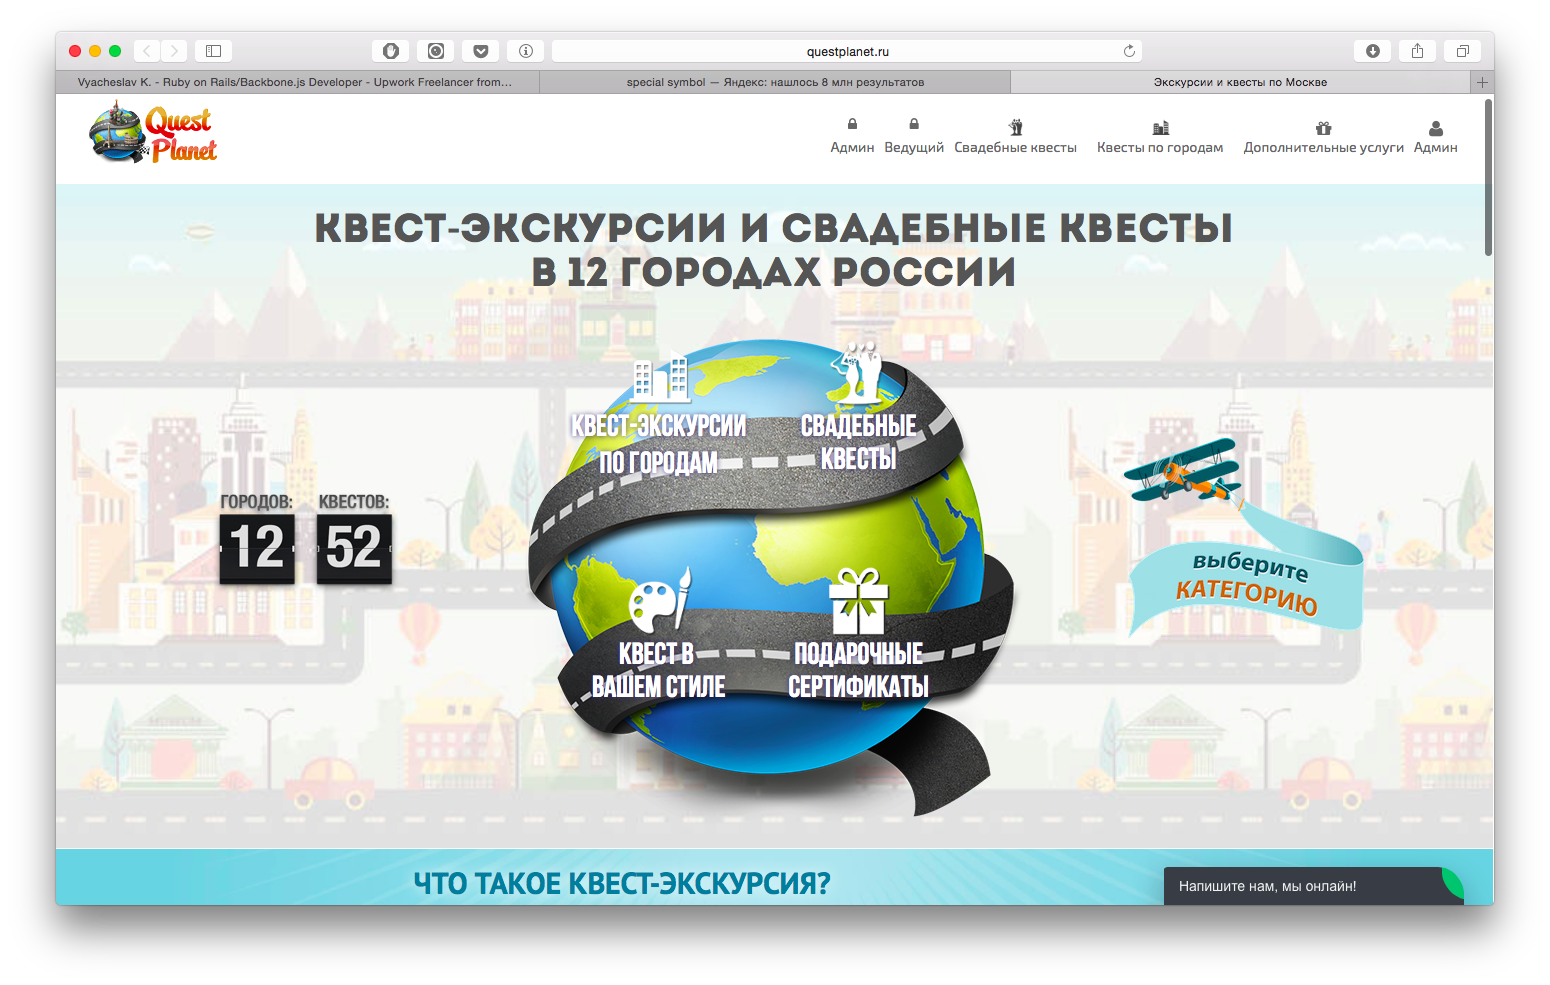 questplanet.ru
Vyacheslav K. - Ruby on Rails/Backbone.js Developer - Upwork Freelancer from...
special symbol — Яндекс: нашлось 8 млн результатов
Экскурсии и квесты по Москве
Quest
Planet
Админ
Ведущий
Свадебные квесты
Квесты по городам
Дополнительные услуги
Админ
КВЕСТ-ЭКСКУРСИИ И СВАДЕБНЫЕ КВЕСТЫ
В 12 ГОРОДАХ РОССИИ
КВЕСТ-ЭКСКУРСИИ
ПО ГОРОДАМ
СВАДЕБНЫЕ
КВЕСТЫ
ГОРОДОВ:
КВЕСТОВ:
12
52
выберите
КАТЕГОРИЮ
КВЕСТ В
ВАШЕМ СТИЛЕ
ПОДАРОЧНЫЕ
СЕРТИФИКАТЫ
ЧТО ТАКОЕ КВЕСТ-ЭКСКУРСИЯ?
Напишите нам, мы онлайн!